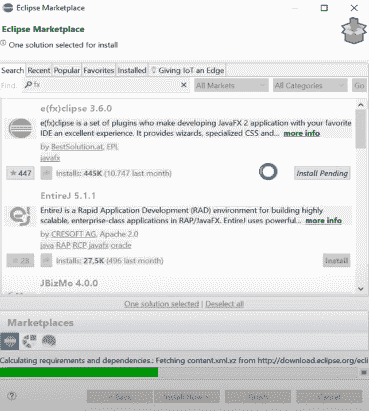 Eclipse Marketplace
Eclipse Marketplace
One solution selected for install
Search Recent Popular Favorites Installed Giving IoT an Edge
Find: fx All Markets All Categories Go
e(fx)clipse 3.6.0
e(fx)clipse is a set of plugins who make developing JavaFX 2 application with your favorite
IDE an excellent experience. It provides wizards, specialized CSS and... more info
by BestSolution.at, EPL
javafx
447 Installs: 445K (10.747 last month) Install Pending
EntireJ 5.1.1
EntireJ is a Rapid Application Development (RAD) environment for building highly
scalable, enterprise-class applications in RAP/JavaFX. EntireJ uses powerful... more info
by CRESOFT AG, Apache 2.0
java RAP RCP javafx oracle
28 Installs: 27,5K (496 last month) Install
JBizMo 4.0.0
One solution selected | Deselect all
Marketplaces
Calculating requirements and dependencies.: Fetching content.xml.xz from http://download.eclipse.org/ecli
< Back Install Now > Finish Cancel